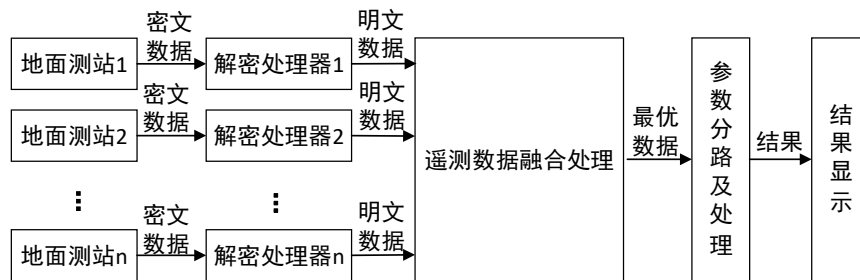 密文
数据
明文
数据
地面测站1
解密处理器1
密文
数据
明文
数据
地面测站2
解密处理器2
遥测数据融合处理
最优
数据
参数分路及处理
结果
结果显示
⋮
⋮
密文
数据
明文
数据
地面测站n
解密处理器n